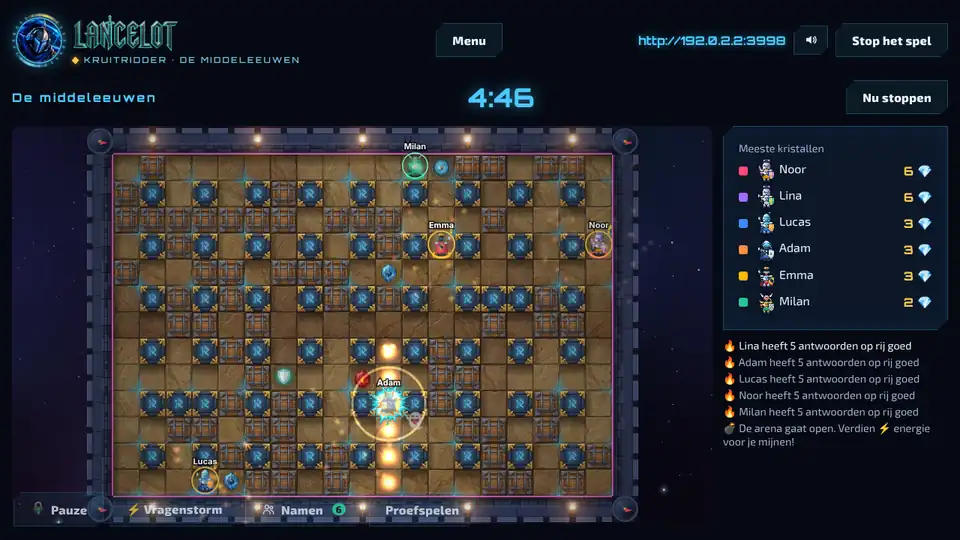 LANCELOT
KRUITRIDDER · DE MIDDELEEUWEN
Menu
http://192.0.2.2:3998
Stop het spel
De middeleeuwen
4:46
Nu stoppen
Milan
Emma
Noor
Adam
Lucas
Meeste kristallen
Noor 6
Lina 6
Lucas 3
Adam 3
Emma 3
Milan 2
Lina heeft 5 antwoorden op rij goed
Adam heeft 5 antwoorden op rij goed
Lucas heeft 5 antwoorden op rij goed
Noor heeft 5 antwoorden op rij goed
Milan heeft 5 antwoorden op rij goed
De arena gaat open. Verdien ⚡ energie
voor je mijnen!
Pauze
⚡ Vragenstorm
Namen 6
Proefspelen